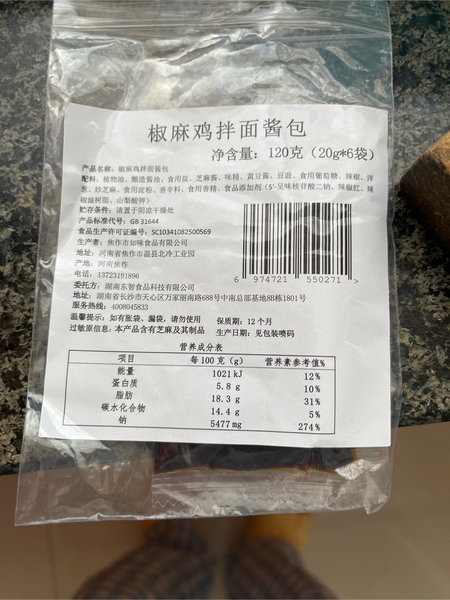 椒麻鸡拌面酱包
净含量：120克（20g*6袋）
产品名称：椒麻鸡拌面酱包
配料：植物油、酿造酱油、食用盐、芝麻酱、味精、黄豆酱、豆豉、食用葡萄糖、辣椒、洋
葱、炒芝麻、食用淀粉、香辛料、食用香精、食品添加剂（5'-呈味核苷酸二钠、辣椒红、辣
椒油树脂、山梨酸钾）
贮存条件：请置于阴凉干燥处
产品标准代号：GB 31644
食品生产许可证编号：SC10341082500569
生产者：焦作市如味食品有限公司
地址：河南省焦作市温县北冷工业园
产地：河南焦作
电话：13723191896
委托方：湖南东智食品科技有限公司
地址：湖南省长沙市天心区万家丽南路688号中南总部基地8B栋1801号
服务热线：4008045833
温馨提示：如有胀袋、漏袋，请勿使用 保质期：12个月
过敏原信息：本产品含有芝麻及其制品 生产日期：见包装喷码
6 974721 550271 >
营养成分表
项目 每100克(g) 营养素参考值%
能量 1021kJ 12%
蛋白质 5.8 g 10%
脂肪 18.3 g 31%
碳水化合物 14.4 g 5%
钠 5477mg 274%